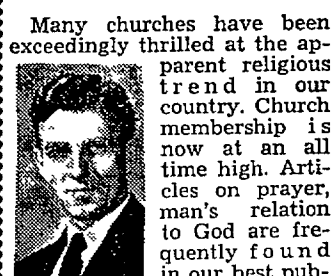 Many churches have been
exceedingly thrilled at the ap-
parent religious
trend in our
country. Church
membership is
now at an all
time high. Arti-
cles on prayer,
man's relation
to God are fre-
quently found
in our best pub-